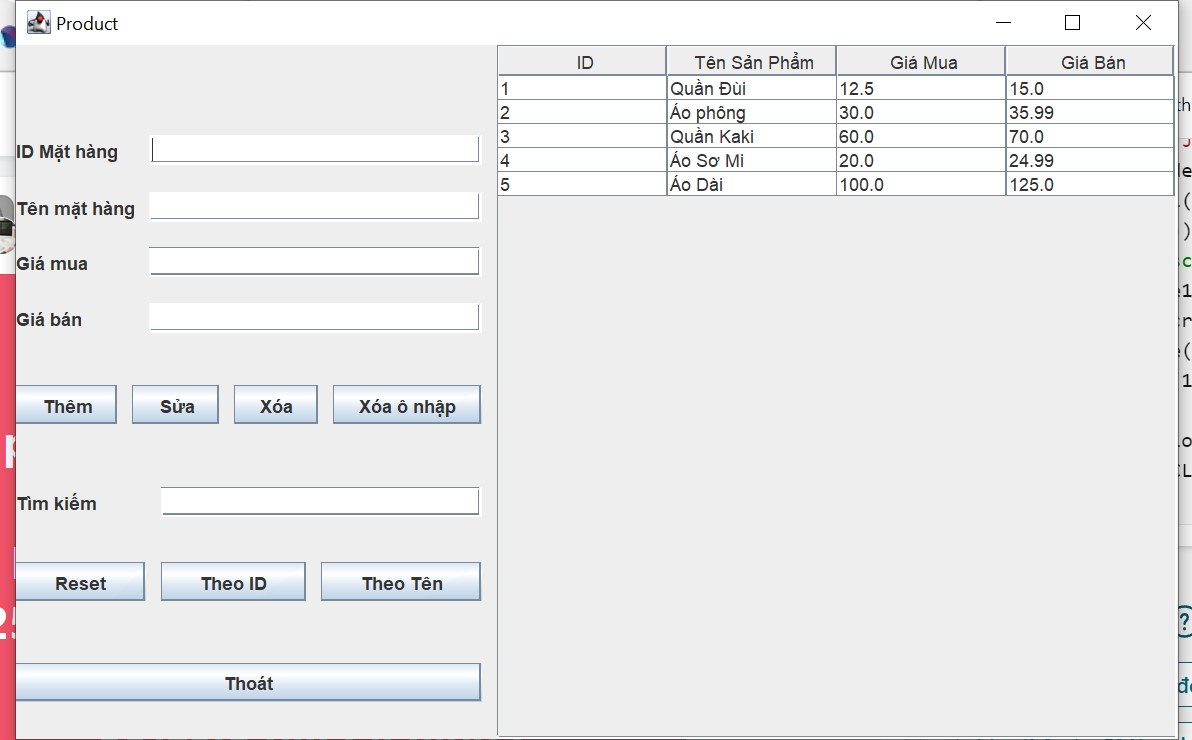 Product
ID Mặt hàng
Tên mặt hàng
Giá mua
Giá bán
Thêm Sửa Xóa Xóa ô nhập
Tìm kiếm
Reset Theo ID Theo Tên
Thoát
ID Tên Sản Phẩm Giá Mua Giá Bán
1 Quần Đùi 12.5 15.0
2 Áo phông 30.0 35.99
3 Quần Kaki 60.0 70.0
4 Áo Sơ Mi 20.0 24.99
5 Áo Dài 100.0 125.0